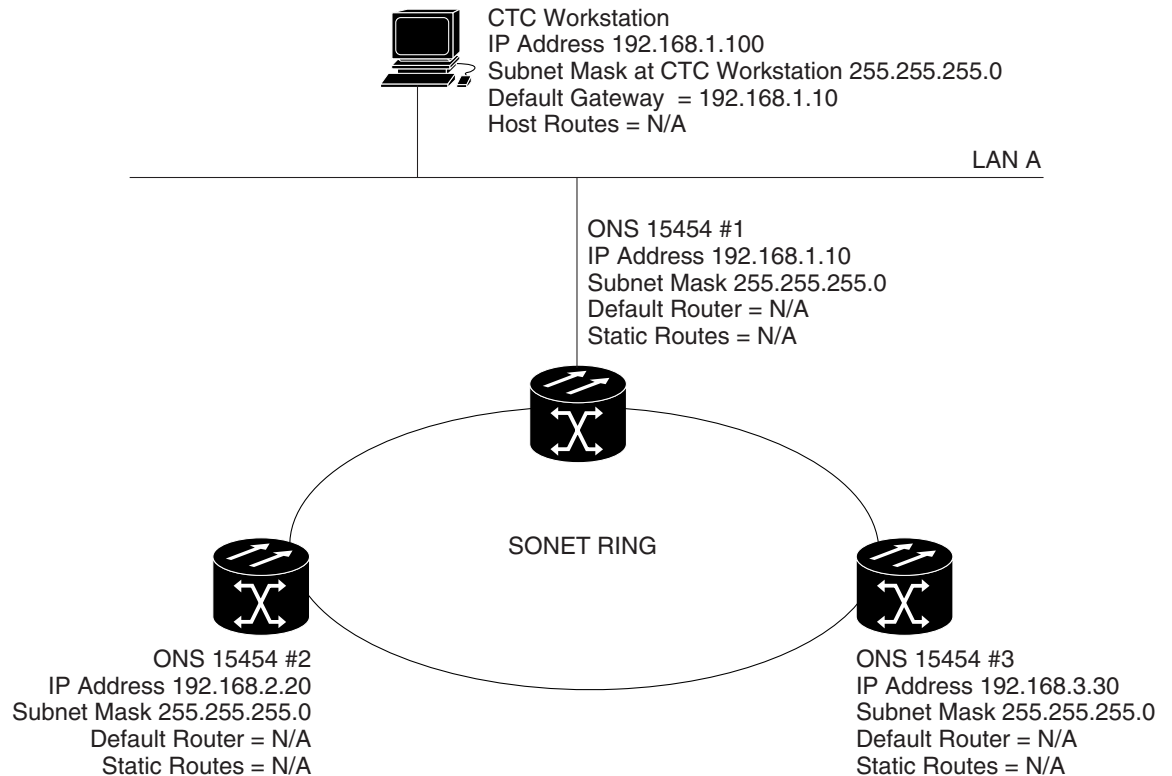 CTC Workstation
IP Address 192.168.1.100
Subnet Mask at CTC Workstation 255.255.255.0
Default Gateway = 192.168.1.10
Host Routes = N/A
LAN A
ONS 15454 #1
IP Address 192.168.1.10
Subnet Mask 255.255.255.0
Default Router = N/A
Static Routes = N/A
SONET RING
ONS 15454 #2
IP Address 192.168.2.20
Subnet Mask 255.255.255.0
Default Router = N/A
Static Routes = N/A
ONS 15454 #3
IP Address 192.168.3.30
Subnet Mask 255.255.255.0
Default Router = N/A
Static Routes = N/A